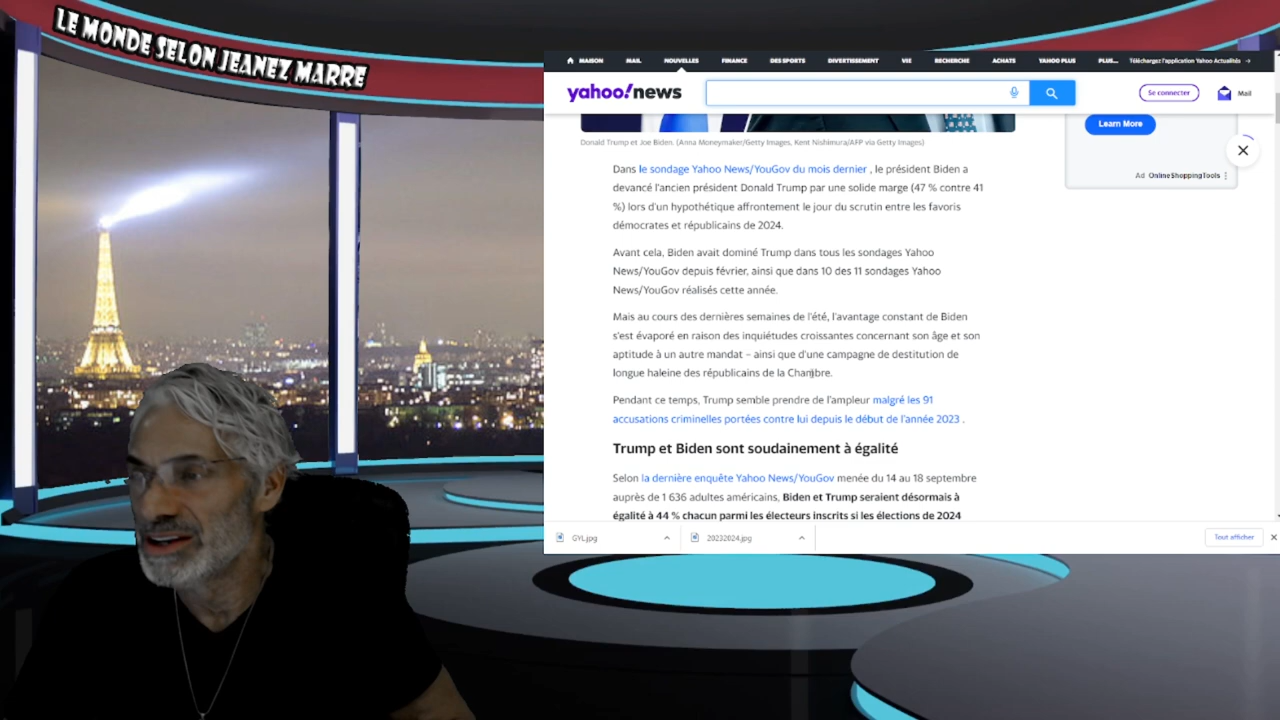 LE MONDE SELON JEANEZ MARRE
MAISON MAIL NOUVELLES FINANCE DES SPORTS DIVERTISSEMENT VIE RECHERCHE ACHATS YAHOO PLUS PLUS... Téléchargez l'application Yahoo Actualités →
yahoo!news
Se connecter Mail
Learn More
Ad OnlineShoppingTools
Donald Trump et Joe Biden. (Anna Moneymaker/Getty Images, Kent Nishimura/AFP via Getty Images)
Dans le sondage Yahoo News/YouGov du mois dernier , le président Biden a
devancé l'ancien président Donald Trump par une solide marge (47 % contre 41
%) lors d'un hypothétique affrontement le jour du scrutin entre les favoris
démocrates et républicains de 2024.
Avant cela, Biden avait dominé Trump dans tous les sondages Yahoo
News/YouGov depuis février, ainsi que dans 10 des 11 sondages Yahoo
News/YouGov réalisés cette année.
Mais au cours des dernières semaines de l'été, l'avantage constant de Biden
s'est évaporé en raison des inquiétudes croissantes concernant son âge et son
aptitude à un autre mandat – ainsi que d'une campagne de destitution de
longue haleine des républicains de la Chambre.
Pendant ce temps, Trump semble prendre de l'ampleur malgré les 91
accusations criminelles portées contre lui depuis le début de l'année 2023 .
Trump et Biden sont soudainement à égalité
Selon la dernière enquête Yahoo News/YouGov menée du 14 au 18 septembre
auprès de 1 636 adultes américains, Biden et Trump seraient désormais à
égalité à 44 % chacun parmi les électeurs inscrits si les élections de 2024
GYL.jpg 20232024.jpg Tout afficher